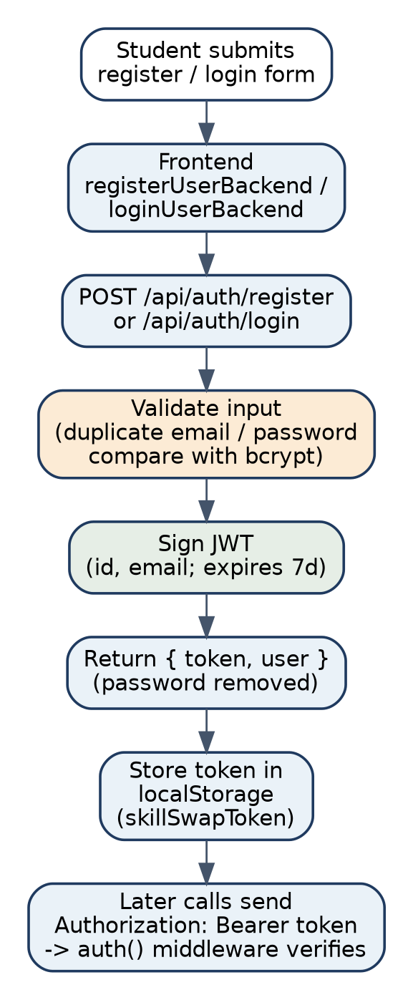 Student submits
register / login form
Frontend
registerUserBackend /
loginUserBackend
POST /api/auth/register
or /api/auth/login
Validate input
(duplicate email / password
compare with bcrypt)
Sign JWT
(id, email; expires 7d)
Return { token, user }
(password removed)
Store token in
localStorage
(skillSwapToken)
Later calls send
Authorization: Bearer token
-> auth() middleware verifies